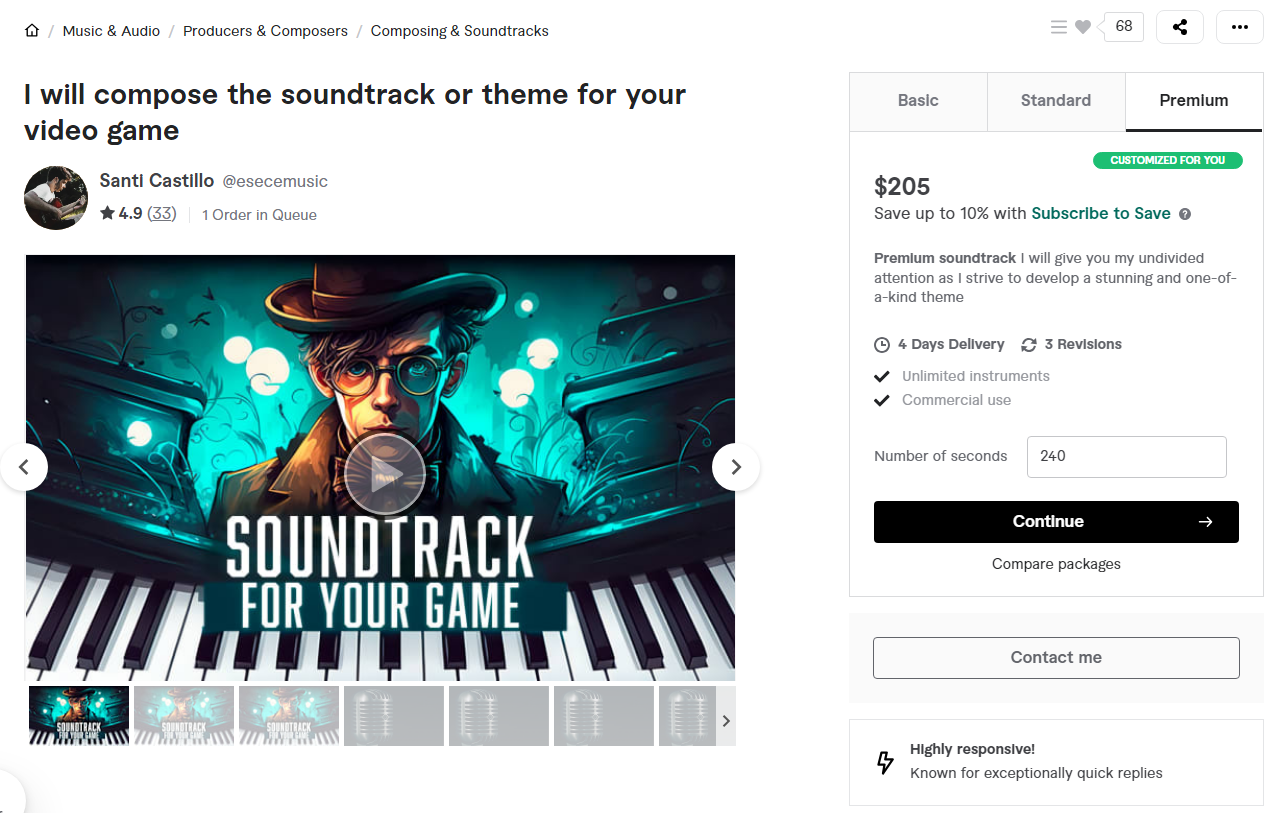 / Music & Audio / Producers & Composers / Composing & Soundtracks
68
I will compose the soundtrack or theme for your
video game
Santi Castillo @esecemusic
4.9 (33) 1 Order in Queue
SOUNDTRACK
FOR YOUR GAME
SOUNDTRACK
FOR YOUR GAME
SOUNDTRACK
FOR YOUR GAME
SOUNDTRACK
FOR YOUR GAME
Basic Standard Premium
CUSTOMIZED FOR YOU
$205
Save up to 10% with Subscribe to Save ?
Premium soundtrack I will give you my undivided
attention as I strive to develop a stunning and one-of-
a-kind theme
4 Days Delivery 3 Revisions
Unlimited instruments
Commercial use
Number of seconds 240
Continue →
Compare packages
Contact me
Highly responsive!
Known for exceptionally quick replies